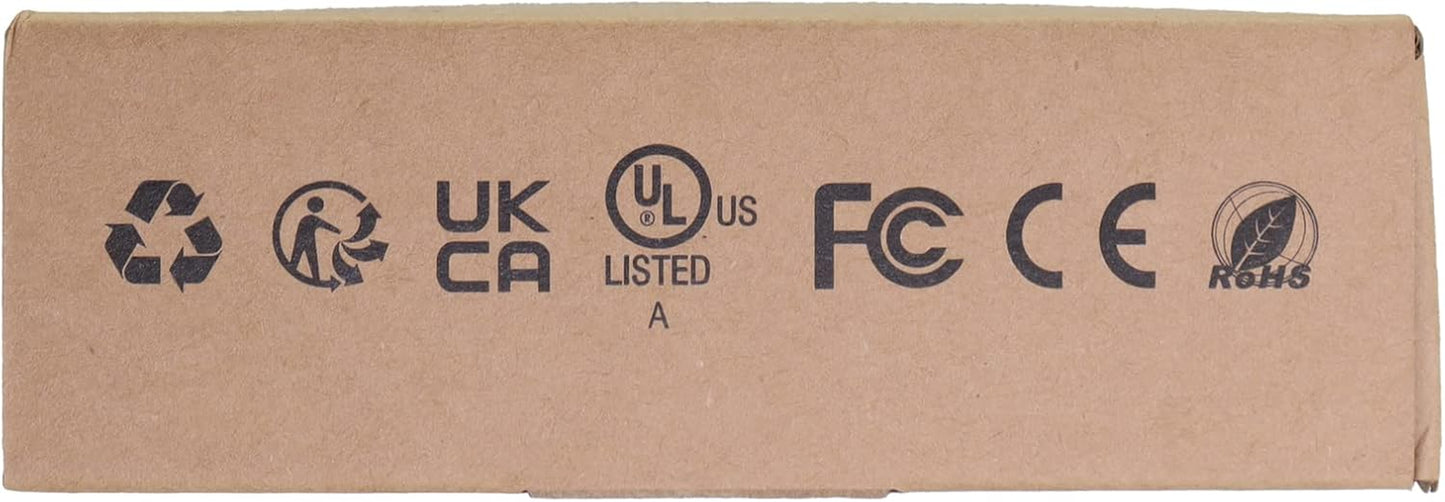 UK
CA
UL ® US
LISTED
A
FC
CE
RoHS